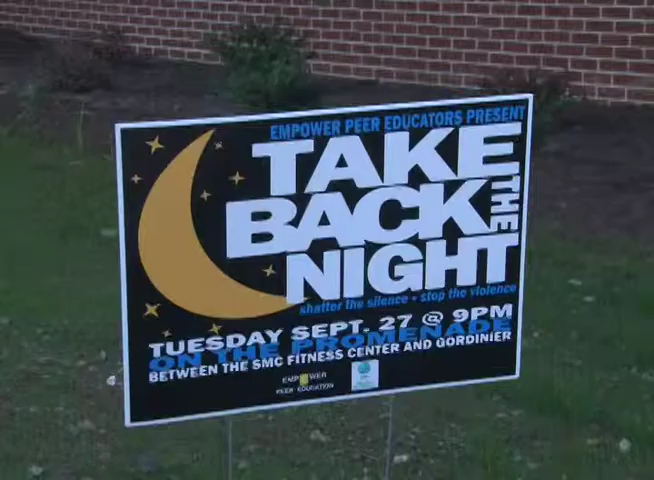 EMPOWER PEER EDUCATORS PRESENT
TAKE
BACK THE
NIGHT
shatter the silence • stop the violence
TUESDAY SEPT. 27 @ 9PM
ON THE PROMENADE
BETWEEN THE SMC FITNESS CENTER AND GORDINIER
EMPOWER
PEER EDUCATION